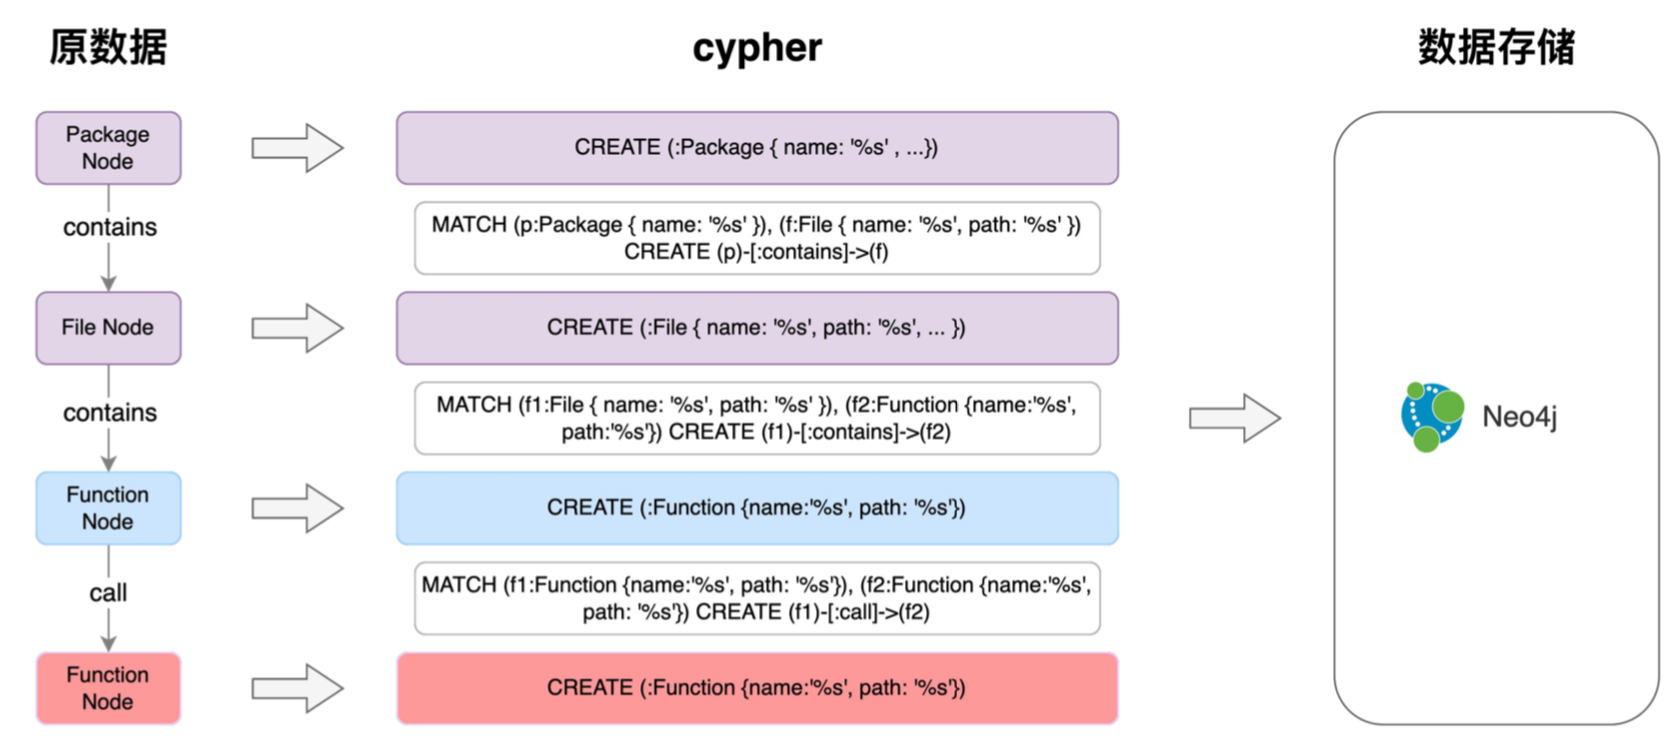 原数据
cypher
数据存储
Package
Node
CREATE (:Package { name: '%s' , ...})
contains
MATCH (p:Package { name: '%s' }), (f:File { name: '%s', path: '%s' })
CREATE (p)-[:contains]->(f)
File Node
CREATE (:File { name: '%s', path: '%s', ... })
contains
MATCH (f1:File { name: '%s', path: '%s' }), (f2:Function {name:'%s',
path:'%s'}) CREATE (f1)-[:contains]->(f2)
Neo4j
Function
Node
CREATE (:Function {name:'%s', path: '%s'})
call
MATCH (f1:Function {name:'%s', path: '%s'}), (f2:Function {name:'%s',
path: '%s'}) CREATE (f1)-[:call]->(f2)
Function
Node
CREATE (:Function {name:'%s', path: '%s'})